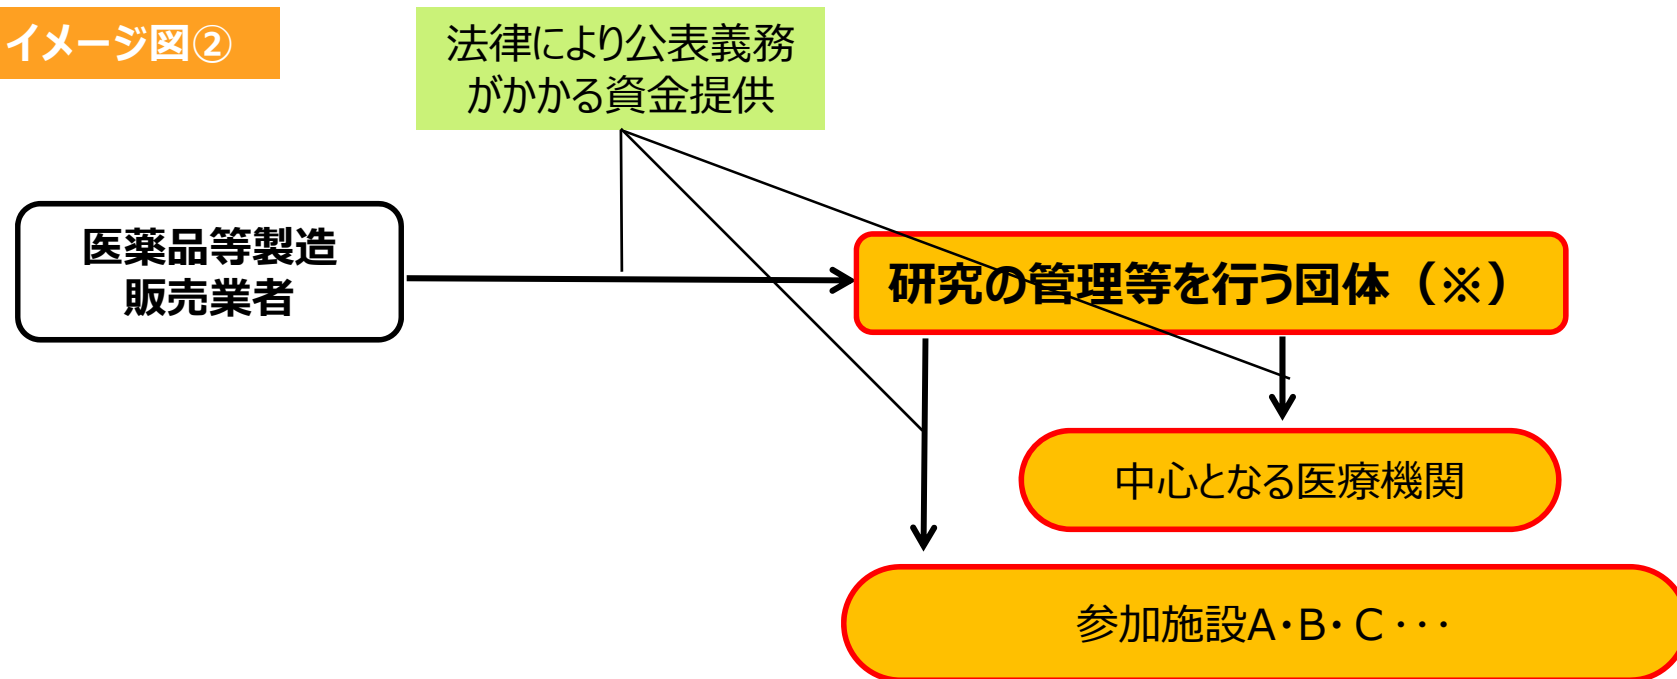 イメージ図②
法律により公表義務
がかかる資金提供
医薬品等製造
販売業者
研究の管理等を行う団体（※）
中心となる医療機関
参加施設A・B・C・・・